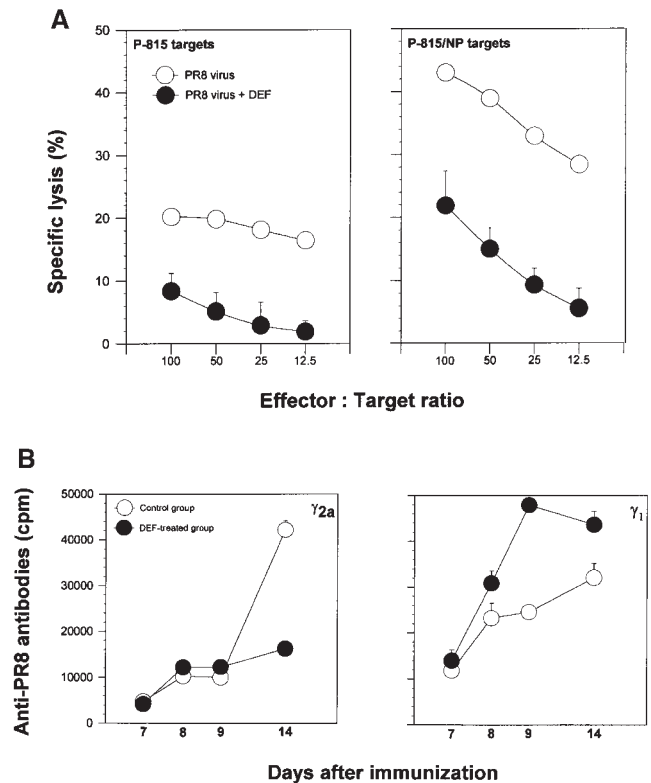 A
P-815 targets
P-815/NP targets
PR8 virus
PR8 virus + DEF
Specific lysis (%)
50
40
30
20
10
0
100 50 25 12.5
100 50 25 12.5
Effector : Target ratio
B
Control group
DEF-treated group
γ2a
γ1
Anti-PR8 antibodies (cpm)
50000
40000
30000
20000
10000
0
7 8 9 14
7 8 9 14
Days after immunization